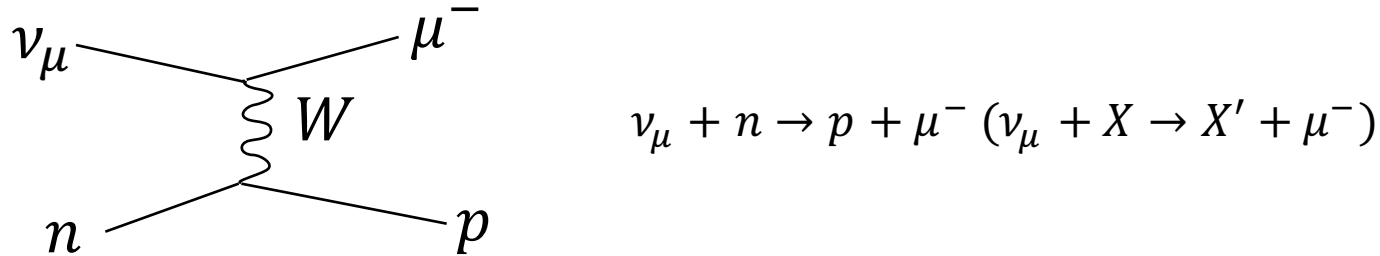 ν_μ
μ⁻
W
ν_μ + n → p + μ⁻ (ν_μ + X → X′ + μ⁻)
n
p